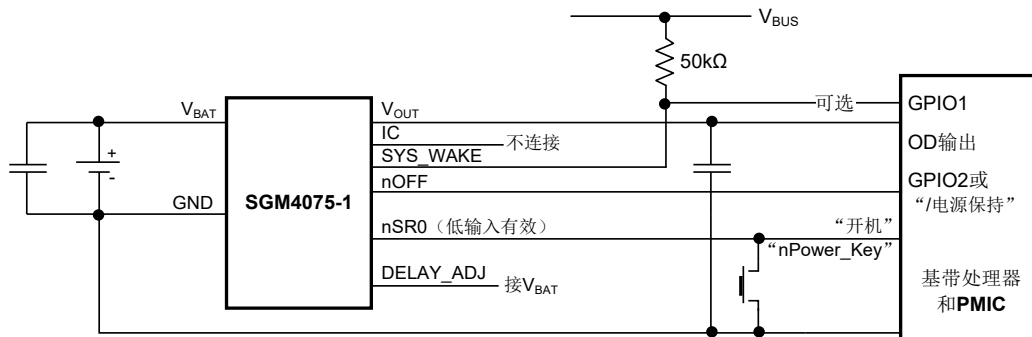 VBUS
50kΩ
VBAT
VOUT
可选
GPIO1
IC
不连接
OD输出
SYS_WAKE
+
-
nOFF
GPIO2或
“/电源保持”
GND
SGM4075-1
nSR0（低输入有效）
“开机”
“nPower_Key”
DELAY_ADJ
接VBAT
基带处理器
和PMIC